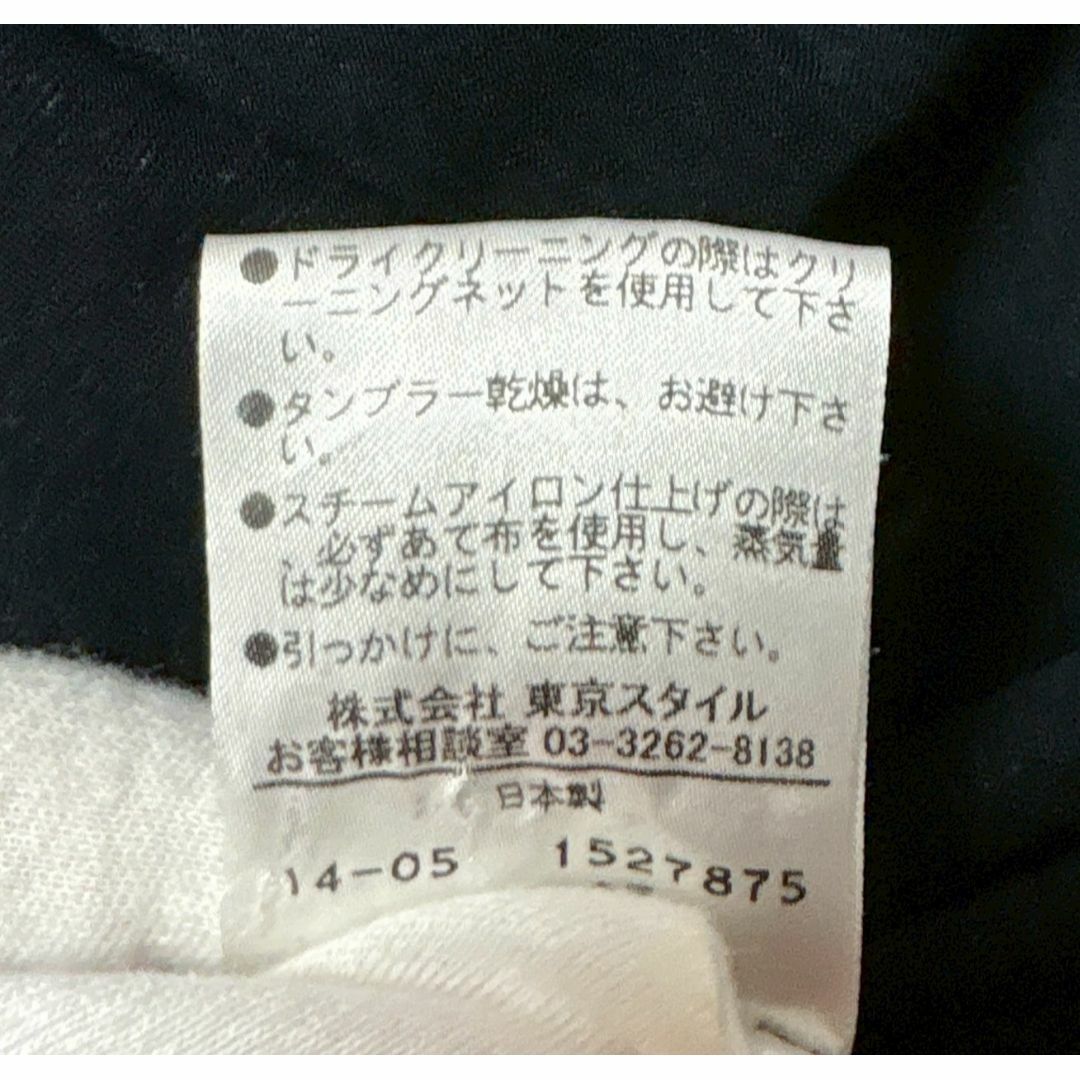 ●ドライクリーニングの際はクリ
ーニングネットを使用して下さ
い。
●タンブラー乾燥は、お避け下さ
い。
●スチームアイロン仕上げの際は
、必ずあて布を使用し、蒸気量
は少なめにして下さい。
●引っかけに、ご注意下さい。
株式会社 東京スタイル
お客様相談室 03-3262-8138
日本製
14-05 1527875